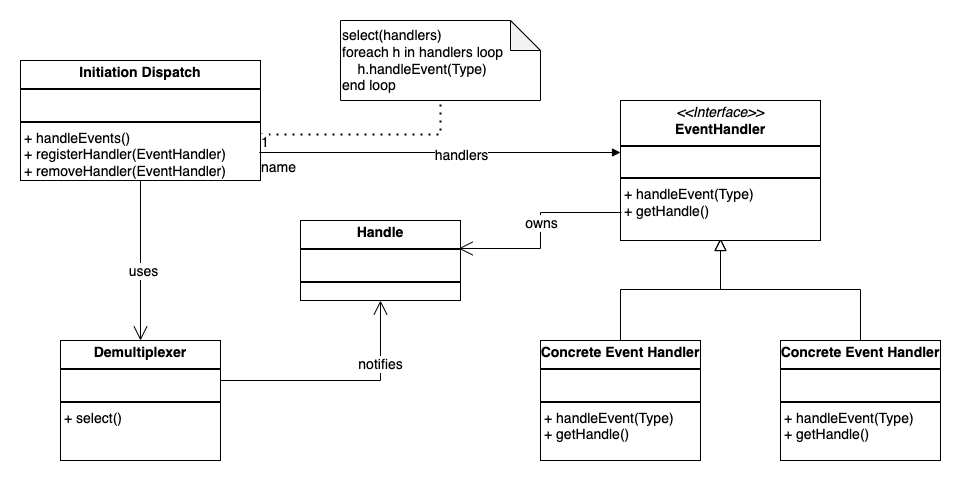 select(handlers)
foreach h in handlers loop
h.handleEvent(Type)
end loop
Initiation Dispatch
+ handleEvents()
+ registerHandler(EventHandler)
+ removeHandler(EventHandler)
1
name
handlers
<<Interface>>
EventHandler
+ handleEvent(Type)
+ getHandle()
owns
Handle
uses
notifies
Demultiplexer
+ select()
Concrete Event Handler
+ handleEvent(Type)
+ getHandle()
Concrete Event Handler
+ handleEvent(Type)
+ getHandle()